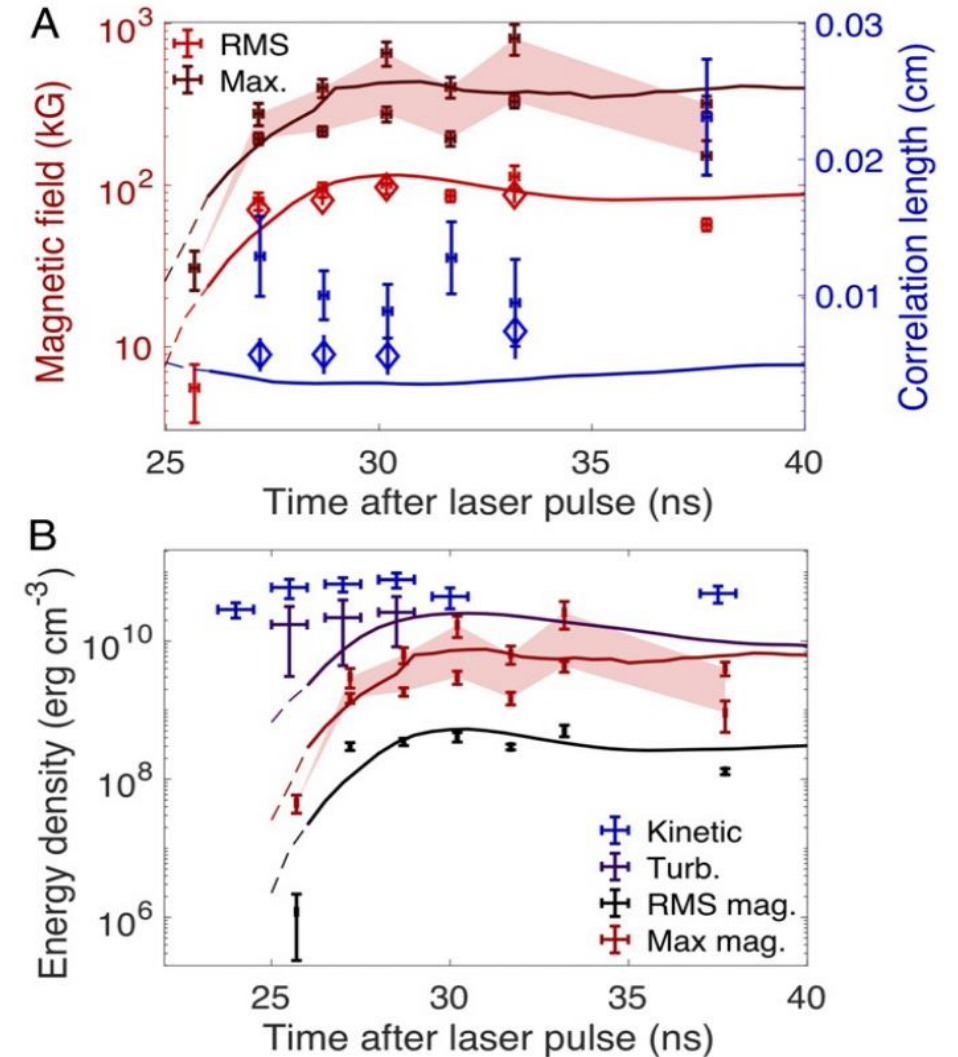 A
10³
10²
10
Magnetic field (kG)
RMS
Max.
0.03
0.02
0.01
Correlation length (cm)
25 30 35 40
Time after laser pulse (ns)
B
10¹⁰
10⁸
10⁶
Energy density (erg cm⁻³)
Kinetic
Turb.
RMS mag.
Max mag.
25 30 35 40
Time after laser pulse (ns)